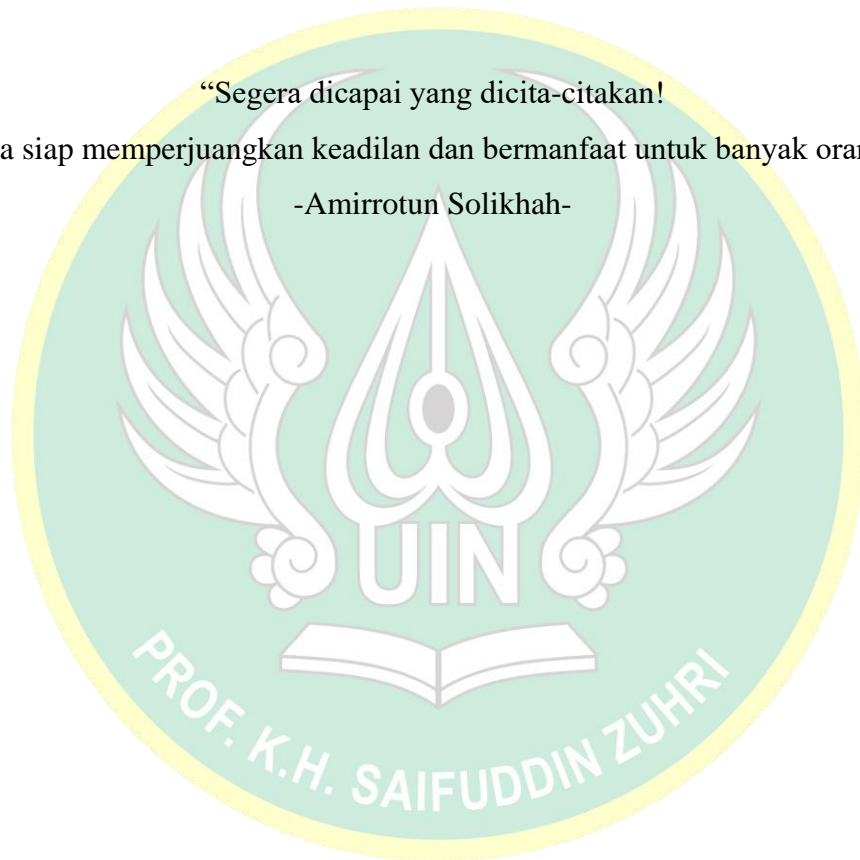 “Segera dicapai yang dicita-citakan!
a siap memperjuangkan keadilan dan bermanfaat untuk banyak
-Amirrotun Solikhah-
UIN
PROF. K.H. SAIFUDDIN ZUHRI